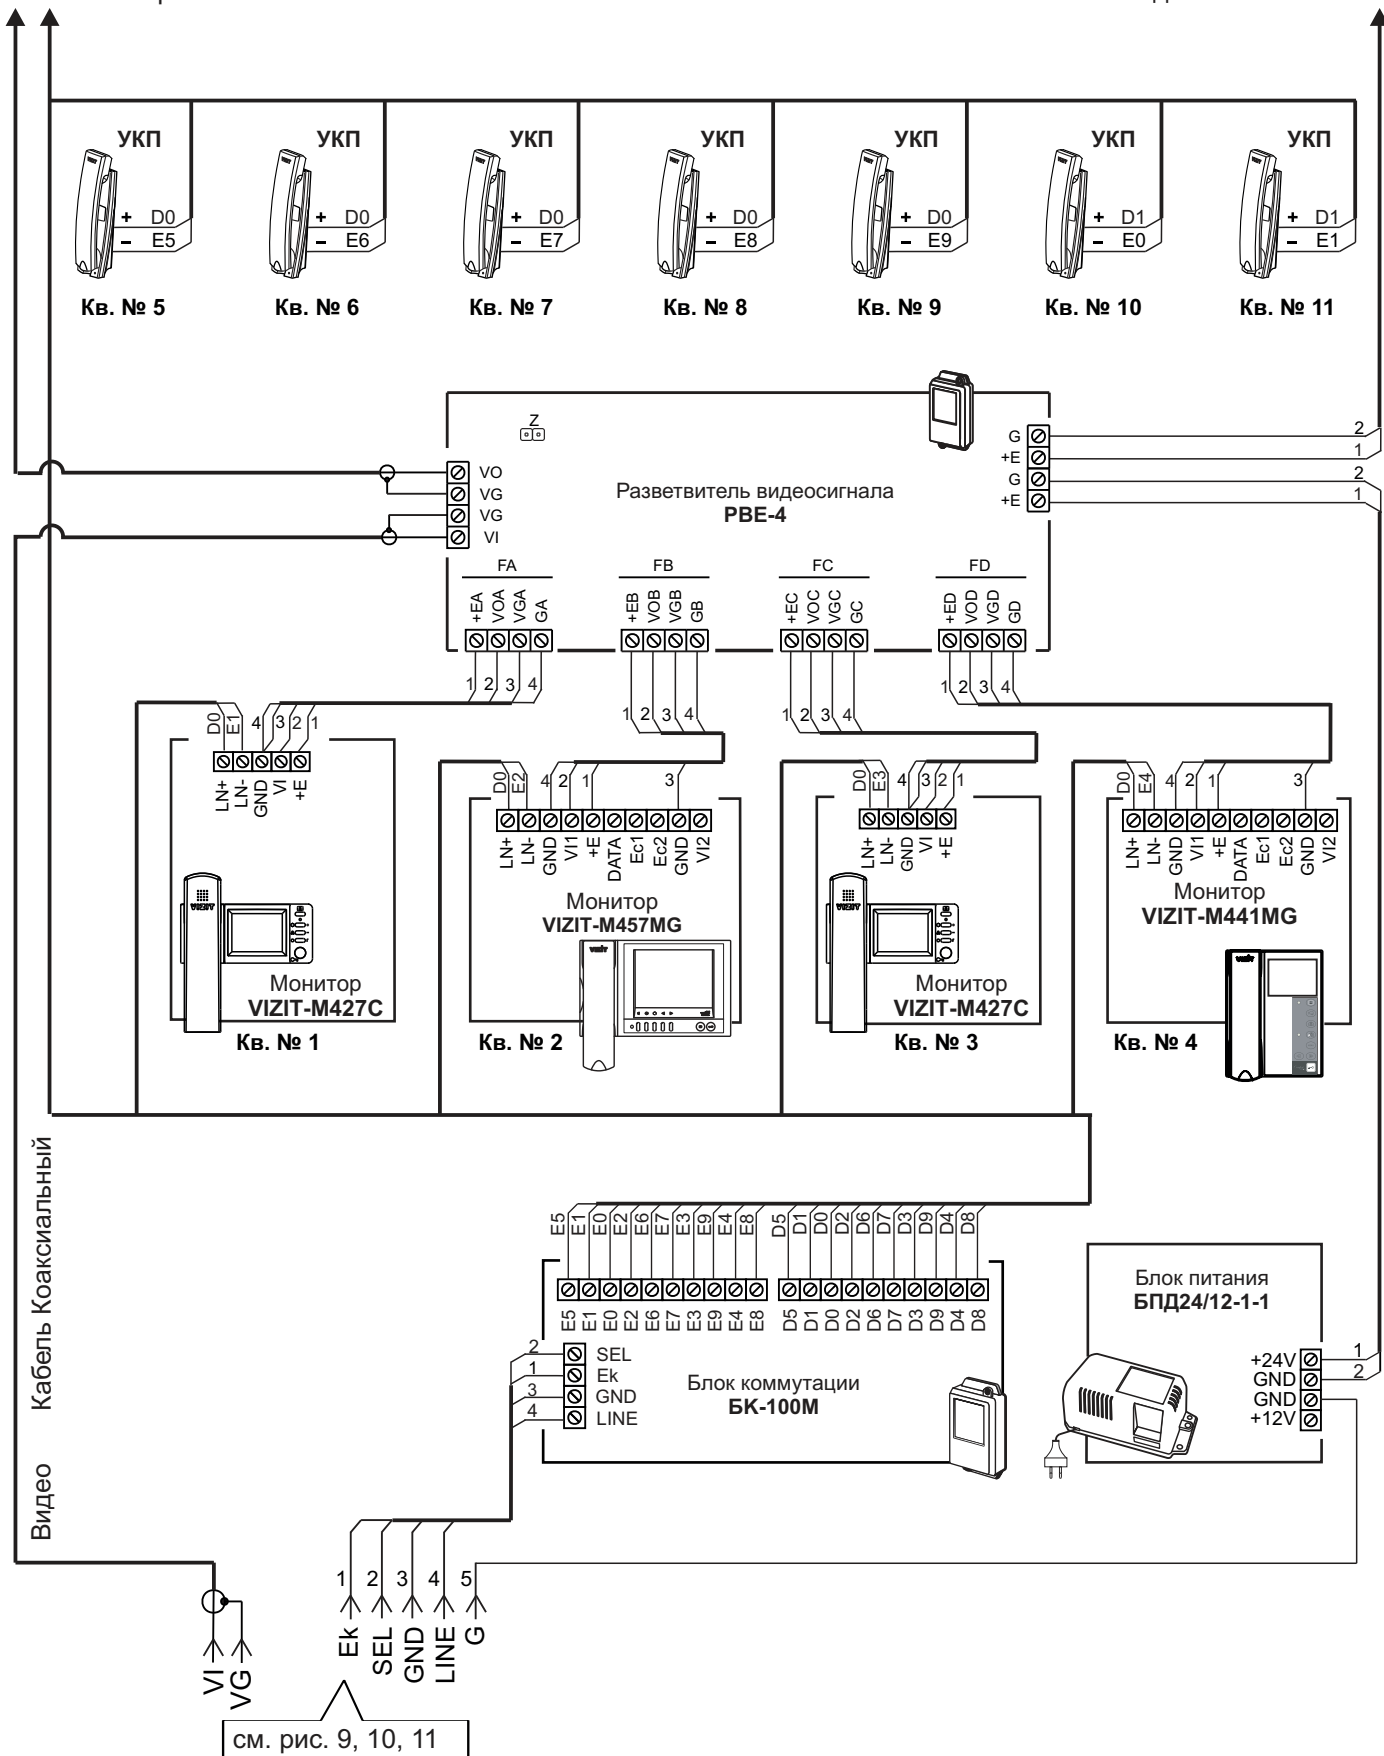 УКП УКП УКП УКП УКП УКП УКП
+ D0 + D0 + D0 + D0 + D0 + D1 + D1
– E5 – E6 – E7 – E8 – E9 – E0 – E1
Кв. № 5 Кв. № 6 Кв. № 7 Кв. № 8 Кв. № 9 Кв. № 10 Кв. № 11
Z
VO
VG
VG
VI
Разветвитель видеосигнала
РВЕ-4
G 2
+E 1
G 2
+E 1
FA FB FC FD
+EA VOA VGA GA +EB VOB VGB GB +EC VOC VGC GC +ED VOD VGD GD
1 2 3 4 1 2 3 4 1 2 3 4 1 2 3 4
D0 E1 4 3 2 1
LN+ LN- GND VI +E
VIZIT
Монитор
VIZIT-M427C
Кв. № 1
D0 E2 4 2 1 3
LN+ LN- GND VI1 +E DATA Ec1 Ec2 GND VI2
Монитор
VIZIT-M457MG
Кв. № 2
D0 E3 4 3 2 1
LN+ LN- GND VI +E
VIZIT
Монитор
VIZIT-M427C
Кв. № 3
D0 E4 4 2 1 3
LN+ LN- GND VI1 +E DATA Ec1 Ec2 GND VI2
Монитор
VIZIT-M441MG
Кв. № 4
Видео Кабель Коаксиальный
E5 E1 E0 E2 E6 E7 E3 E9 E4 E8 D5 D1 D0 D2 D6 D7 D3 D9 D4 D8
E5 E1 E0 E2 E6 E7 E3 E9 E4 E8 D5 D1 D0 D2 D6 D7 D3 D9 D4 D8
2 SEL
1 Ek
3 GND
4 LINE
Блок коммутации
БК-100М
Блок питания
БПД24/12-1-1
+24V 1
GND 2
GND
+12V
1 2 3 4 5
VI VG Ek SEL GND LINE G
см. рис. 9, 10, 11